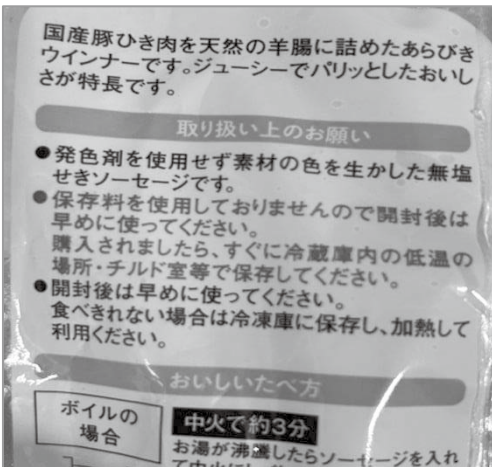 国産豚ひき肉を天然の羊腸に詰めたあらびき
ウインナーです。ジューシーでパリッとしたおいし
さが特長です。
取り扱い上のお願い
●発色剤を使用せず素材の色を生かした無塩
せきソーセージです。
●保存料を使用しておりませんので開封後は
早めに使ってください。
購入されましたら、すぐに冷蔵庫内の低温の
場所・チルド室等で保存してください。
●開封後は早めに使ってください。
食べきれない場合は冷凍庫に保存し、加熱して
利用ください。
おいしいたべ方
ボイルの
場合
中火で約3分
お湯が沸騰したらソーセージを入れ